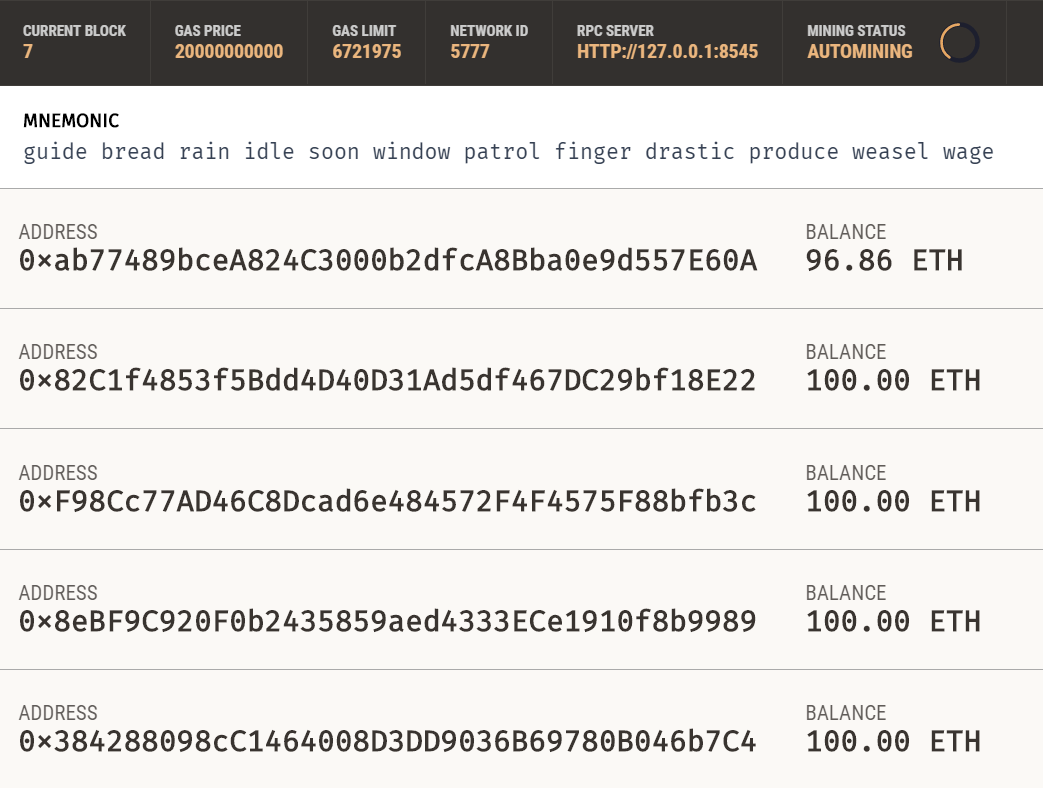 CURRENT BLOCK GAS PRICE GAS LIMIT NETWORK ID RPC SERVER MINING STATUS
7 20000000000 6721975 5777 HTTP://127.0.0.1:8545 AUTOMINING
MNEMONIC
guide bread rain idle soon window patrol finger drastic produce weasel wage
ADDRESS BALANCE
0×ab77489bceA824C3000b2dfcA8Bba0e9d557E60A 96.86 ETH
ADDRESS BALANCE
0×82C1f4853f5Bdd4D40D31Ad5df467DC29bf18E22 100.00 ETH
ADDRESS BALANCE
0×F98Cc77AD46C8Dcad6e484572F4F4575F88bfb3c 100.00 ETH
ADDRESS BALANCE
0×8eBF9C920F0b2435859aed4333ECe1910f8b9989 100.00 ETH
ADDRESS BALANCE
0×384288098cC1464008D3DD9036B69780B046b7C4 100.00 ETH